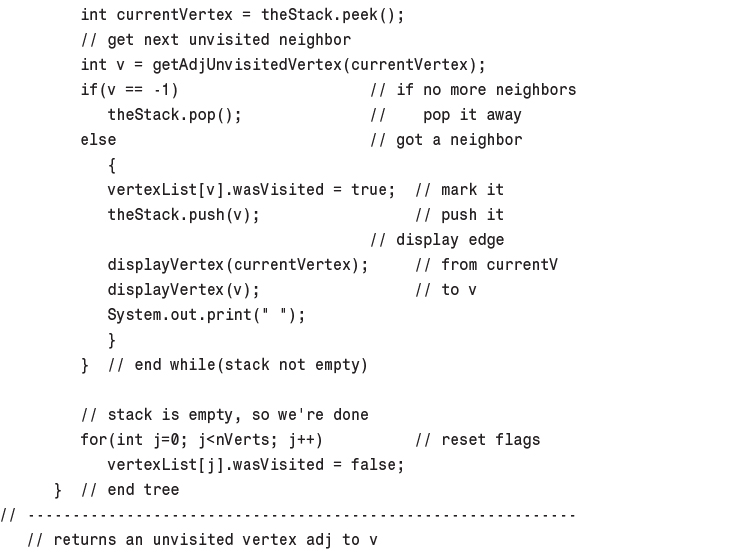 int currentVertex = theStack.peek();
// get next unvisited neighbor
int v = getAdjUnvisitedVertex(currentVertex);
if(v == -1)                     // if no more neighbors
   theStack.pop();              //    pop it away
else                            // got a neighbor
   {
   vertexList[v].wasVisited = true;  // mark it
   theStack.push(v);                 // push it
                                // display edge
   displayVertex(currentVertex);     // from currentV
   displayVertex(v);                 // to v
   System.out.print(" ");
   }
}  // end while(stack not empty)
// stack is empty, so we're done
for(int j=0; j<nVerts; j++)          // reset flags
   vertexList[j].wasVisited = false;
}  // end tree
// -------------------------------------------------------------
// returns an unvisited vertex adj to v